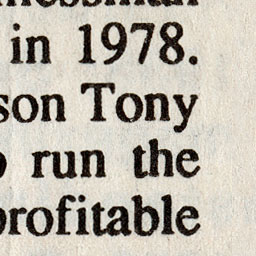 in 1978.
son Tony
run the
profitable